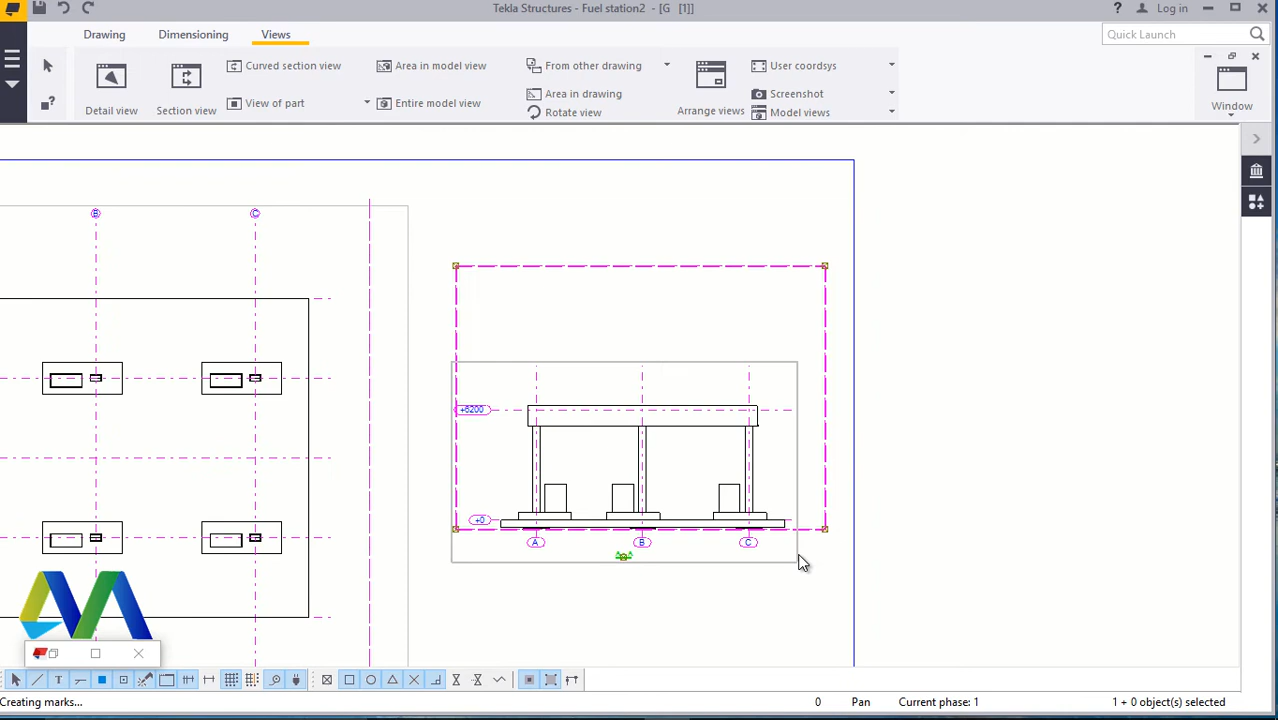 Tekla Structures - Fuel station2 - [G [1]]
? Log in
Drawing Dimensioning Views
Quick Launch
Detail view
Section view
Curved section view
View of part
Area in model view
Entire model view
From other drawing
Area in drawing
Rotate view
Arrange views
User coordsys
Screenshot
Model views
Window
B C
+6200
+0
A B C
Creating marks... 0 Pan Current phase: 1 1 + 0 object(s) selected